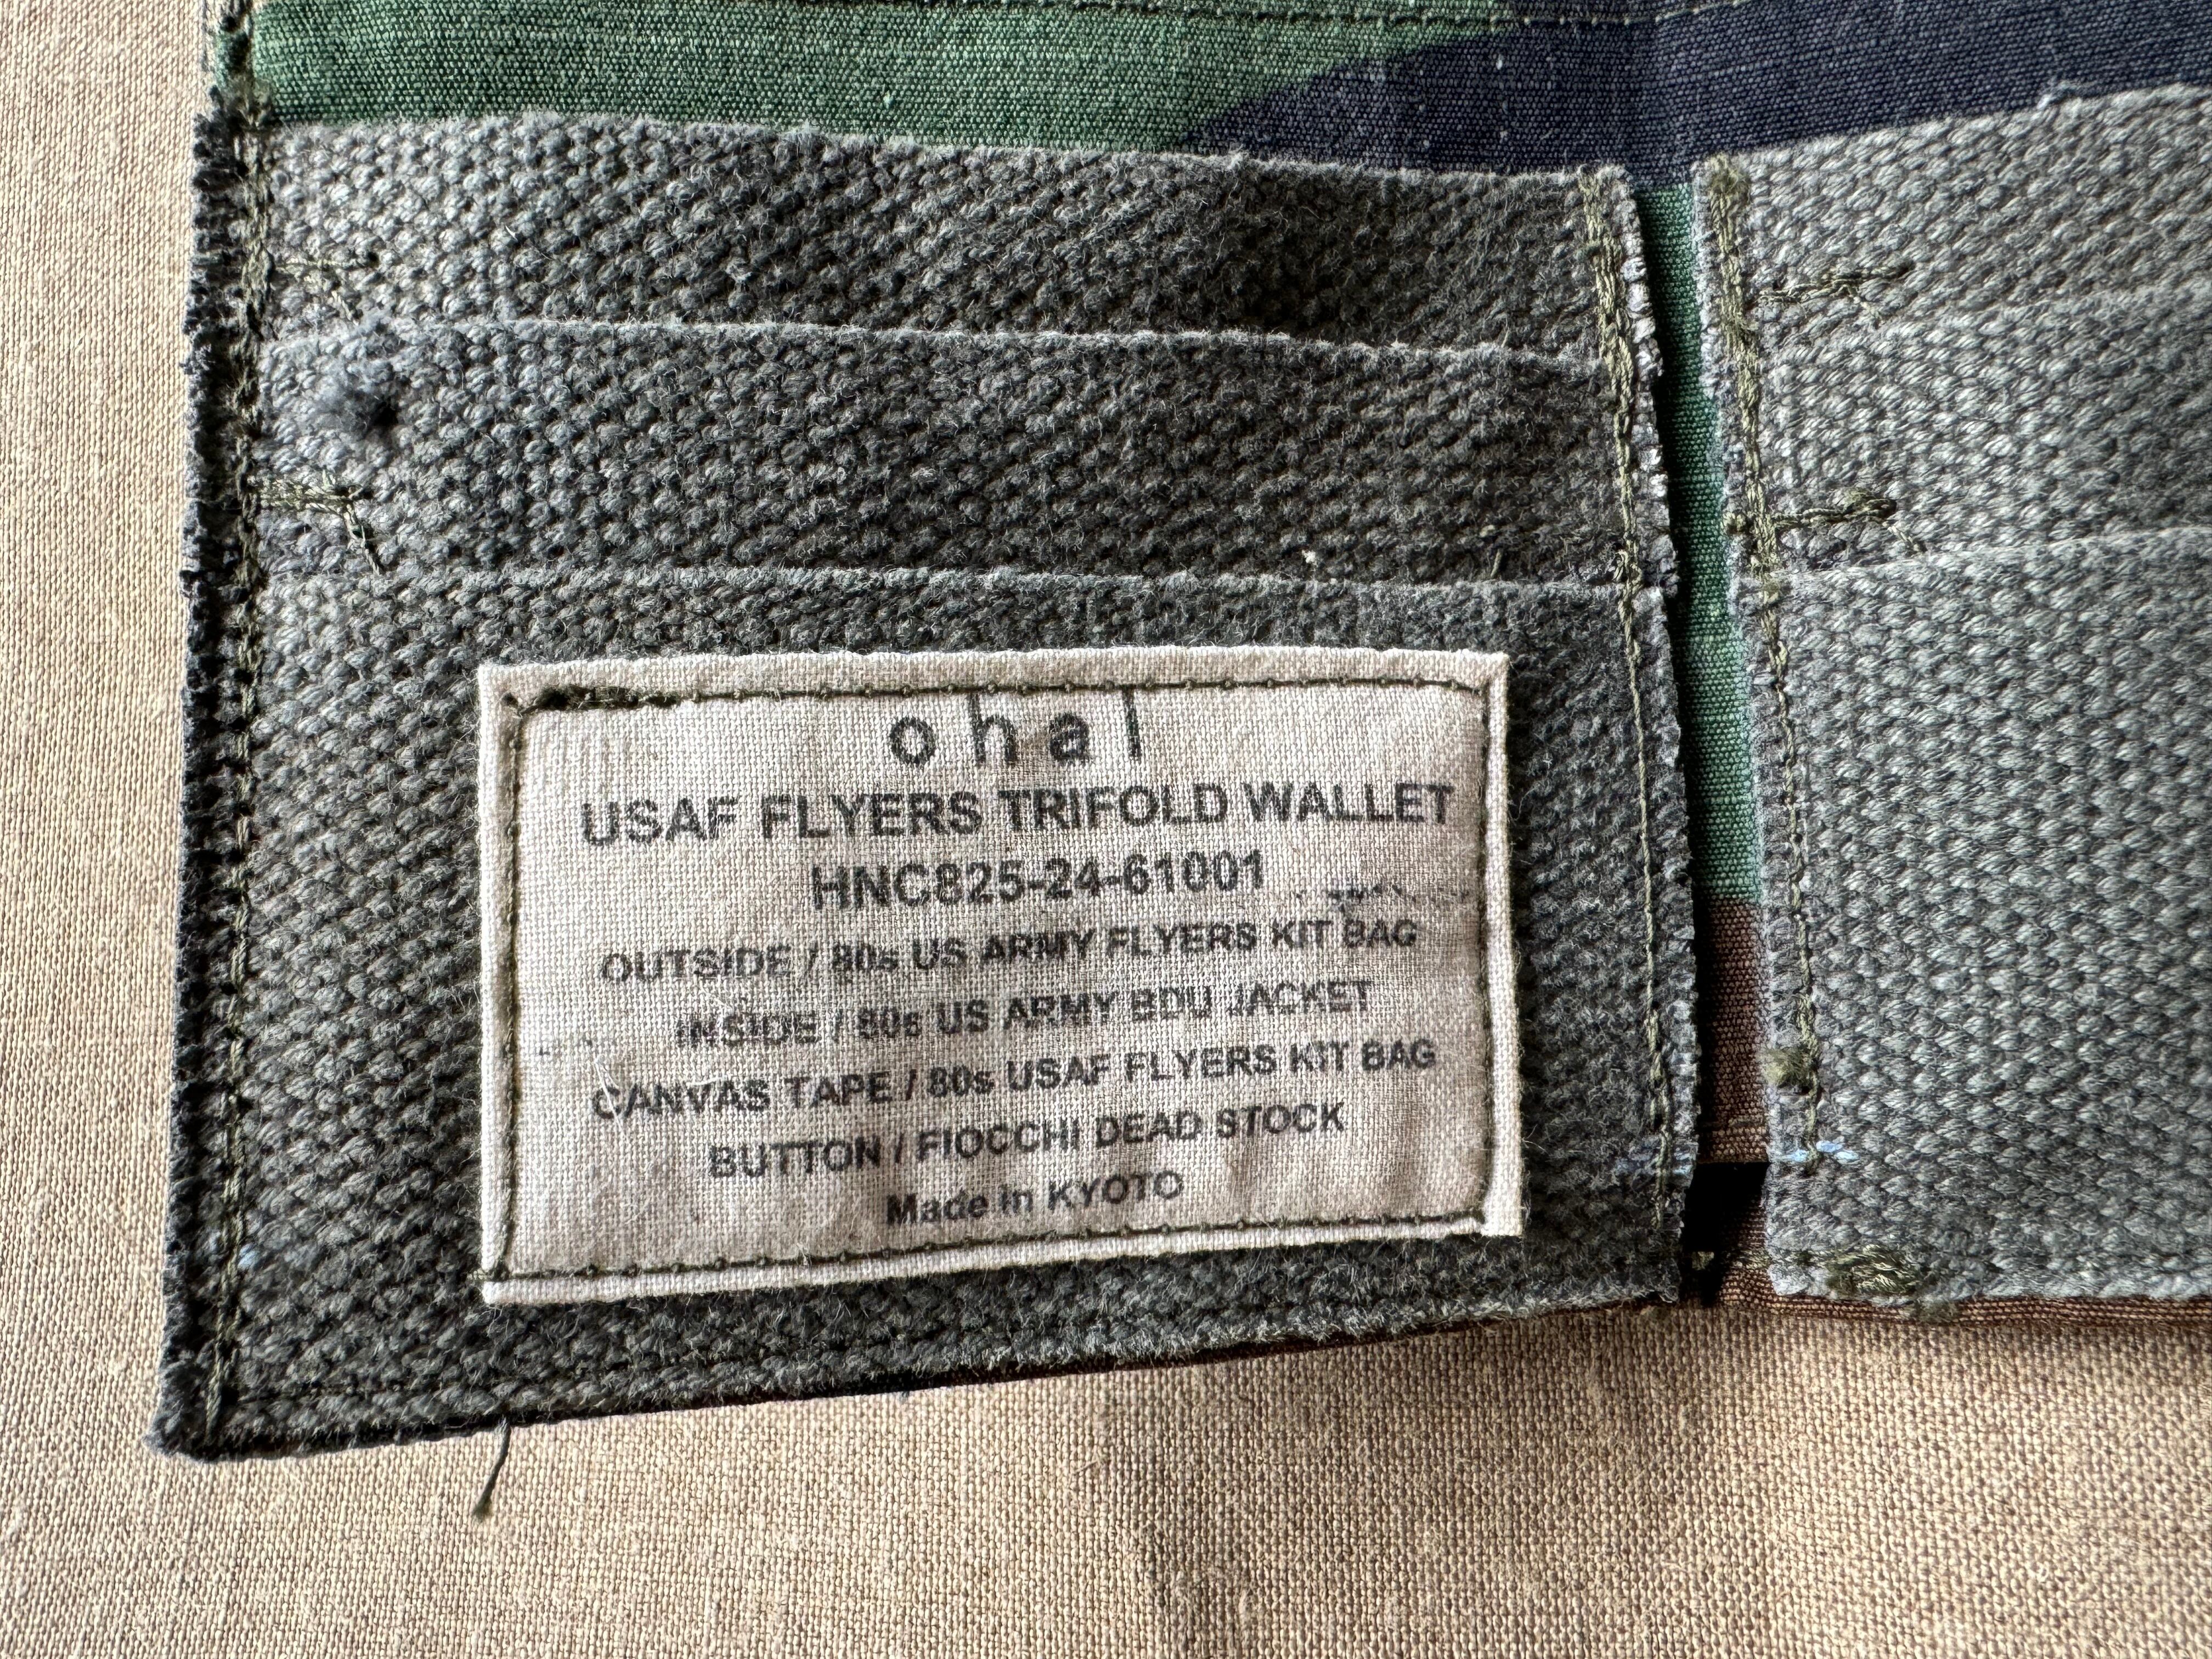 ohal
USAF FLYERS TRIFOLD WALLET
HNC825-24-61001
OUTSIDE / 80s US ARMY FLYERS KIT BAG
INSIDE / 80s US ARMY BDU JACKET
CANVAS TAPE / 80s USAF FLYERS KIT BAG
BUTTON / FIOCCHI DEAD STOCK
Made in KYOTO